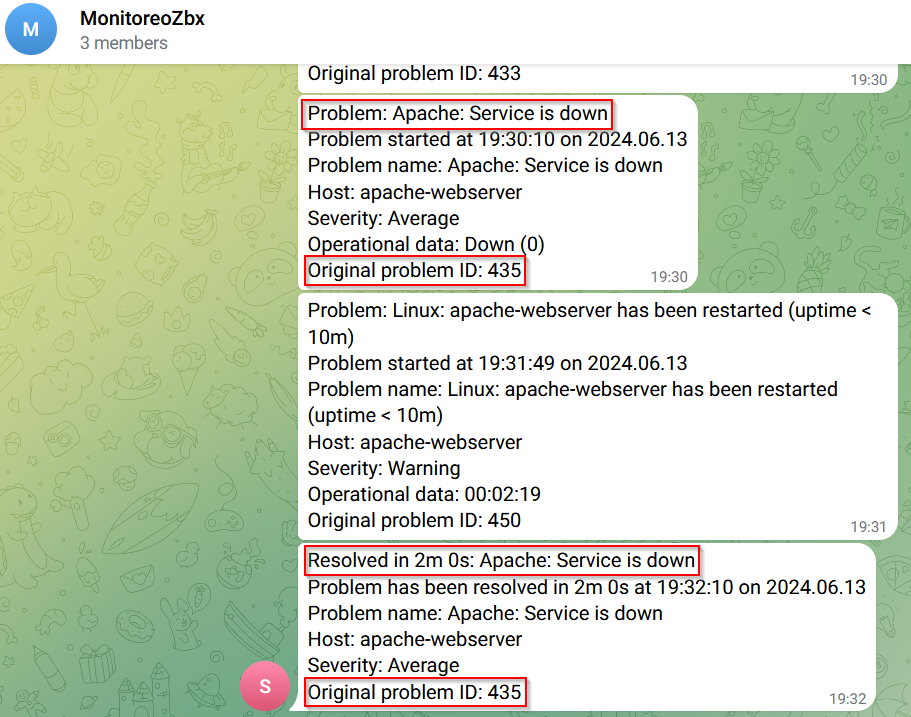 M
MonitoreoZbx
3 members
Original problem ID: 433
19:30
Problem: Apache: Service is down
Problem started at 19:30:10 on 2024.06.13
Problem name: Apache: Service is down
Host: apache-webserver
Severity: Average
Operational data: Down (0)
Original problem ID: 435
19:30
Problem: Linux: apache-webserver has been restarted (uptime <
10m)
Problem started at 19:31:49 on 2024.06.13
Problem name: Linux: apache-webserver has been restarted
(uptime < 10m)
Host: apache-webserver
Severity: Warning
Operational data: 00:02:19
Original problem ID: 450
19:31
Resolved in 2m 0s: Apache: Service is down
Problem has been resolved in 2m 0s at 19:32:10 on 2024.06.13
Problem name: Apache: Service is down
Host: apache-webserver
Severity: Average
S
Original problem ID: 435
19:32